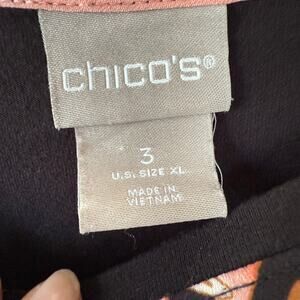 chico's®
3
U.S. SIZE XL
MADE IN
VIETNAM